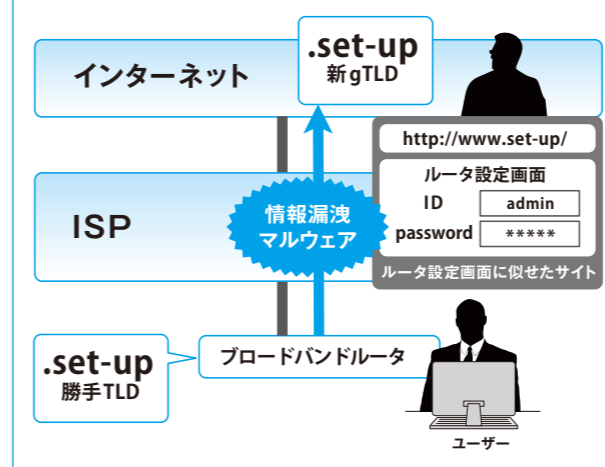 .set-up
新gTLD
インターネット
http://www.set-up/
ルータ設定画面
ID admin
password *****
ルータ設定画面に似せたサイト
ISP
情報漏洩
マルウェア
.set-up
勝手TLD
ブロードバンドルータ
ユーザー